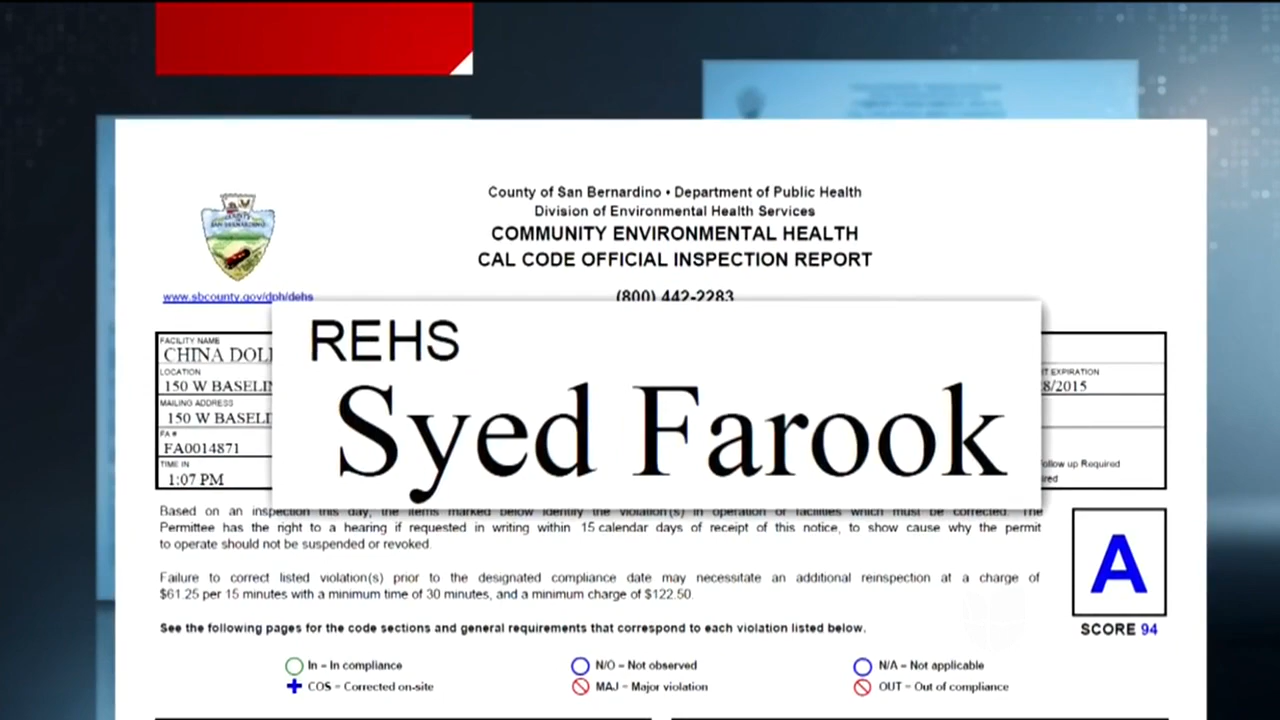 County of San Bernardino • Department of Public Health
Division of Environmental Health Services
COMMUNITY ENVIRONMENTAL HEALTH
CAL CODE OFFICIAL INSPECTION REPORT
www.sbcounty.gov/dph/dehs
(800) 442-2283
REHS
Syed Farook
FACILITY NAME
CHINA DOLL
LOCATION
150 W BASELIN
T EXPIRATION
8/2015
MAILING ADDRESS
150 W BASELI
FA #
FA0014871
TIME IN
1:07 PM
ollow up Required
ired
Based on an inspection this day, the items marked below identify the violation(s) in operation or facilities which must be corrected. The
Permittee has the right to a hearing if requested in writing within 15 calendar days of receipt of this notice, to show cause why the permit
to operate should not be suspended or revoked.
Failure to correct listed violation(s) prior to the designated compliance date may necessitate an additional reinspection at a charge of
$61.25 per 15 minutes with a minimum time of 30 minutes, and a minimum charge of $122.50.
A
SCORE 94
See the following pages for the code sections and general requirements that correspond to each violation listed below.
In = In compliance
N/O = Not observed
N/A = Not applicable
COS = Corrected on-site
MAJ = Major violation
OUT = Out of compliance